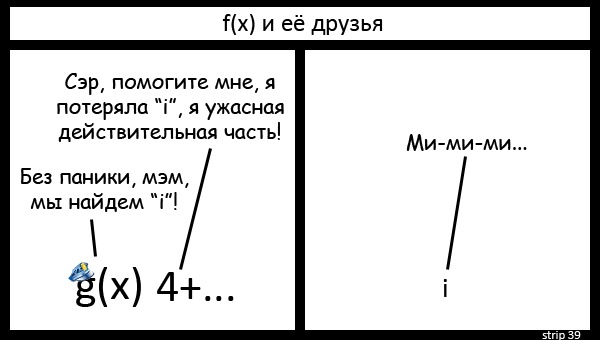 f(x) и её друзья
Сэр, помогите мне, я
потеряла “i”, я ужасная
действительная часть!
Без паники, мэм,
мы найдем “i”!
g(x) 4+...
Ми-ми-ми...
i
strip 39